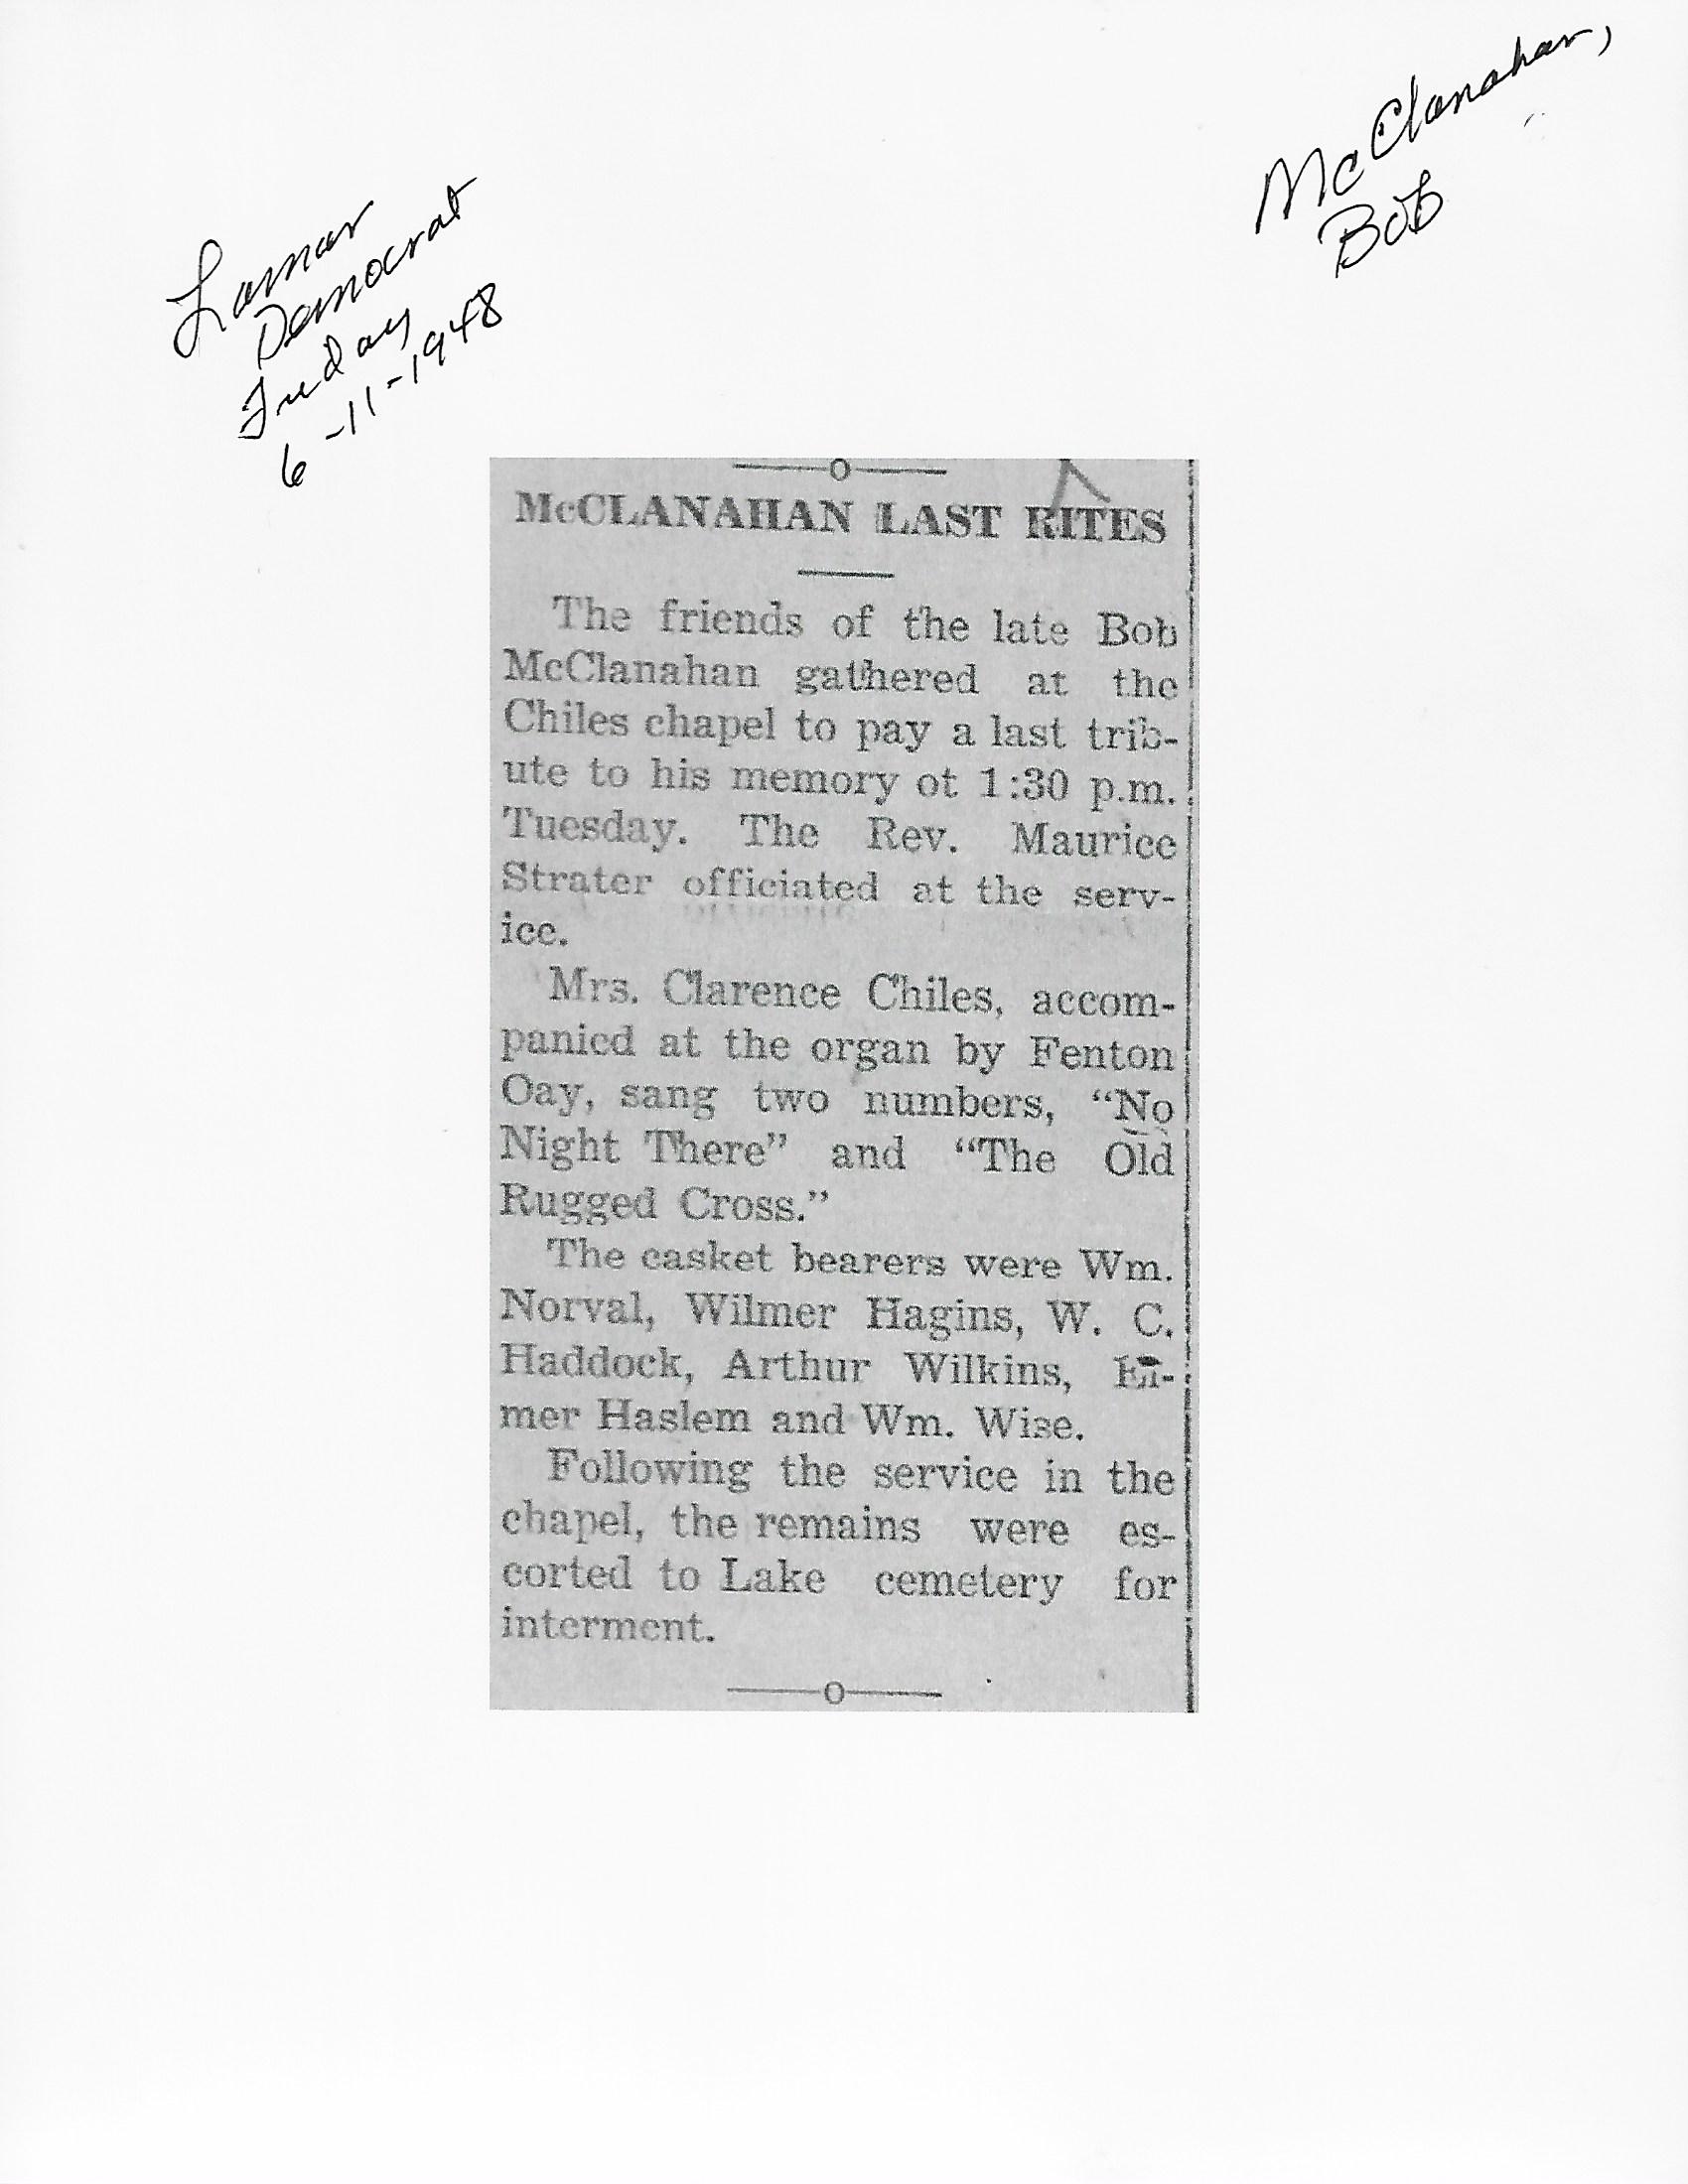 McClanahan,
Bob
Lamar
Democrat
Friday
6-11-1948
McCLANAHAN LAST RITES
The friends of the late Bob
McClanahan gathered at the
Chiles chapel to pay a last trib-
ute to his memory ot 1:30 p.m.
Tuesday. The Rev. Maurice
Strater officiated at the serv-
ice.
Mrs. Clarence Chiles, accom-
panied at the organ by Fenton
Oay, sang two numbers, "No
Night There" and "The Old
Rugged Cross."
The casket bearers were Wm.
Norval, Wilmer Hagins, W. C.
Haddock, Arthur Wilkins, El-
mer Haslem and Wm. Wise.
Following the service in the
chapel, the remains were es-
corted to Lake cemetery for
interment.